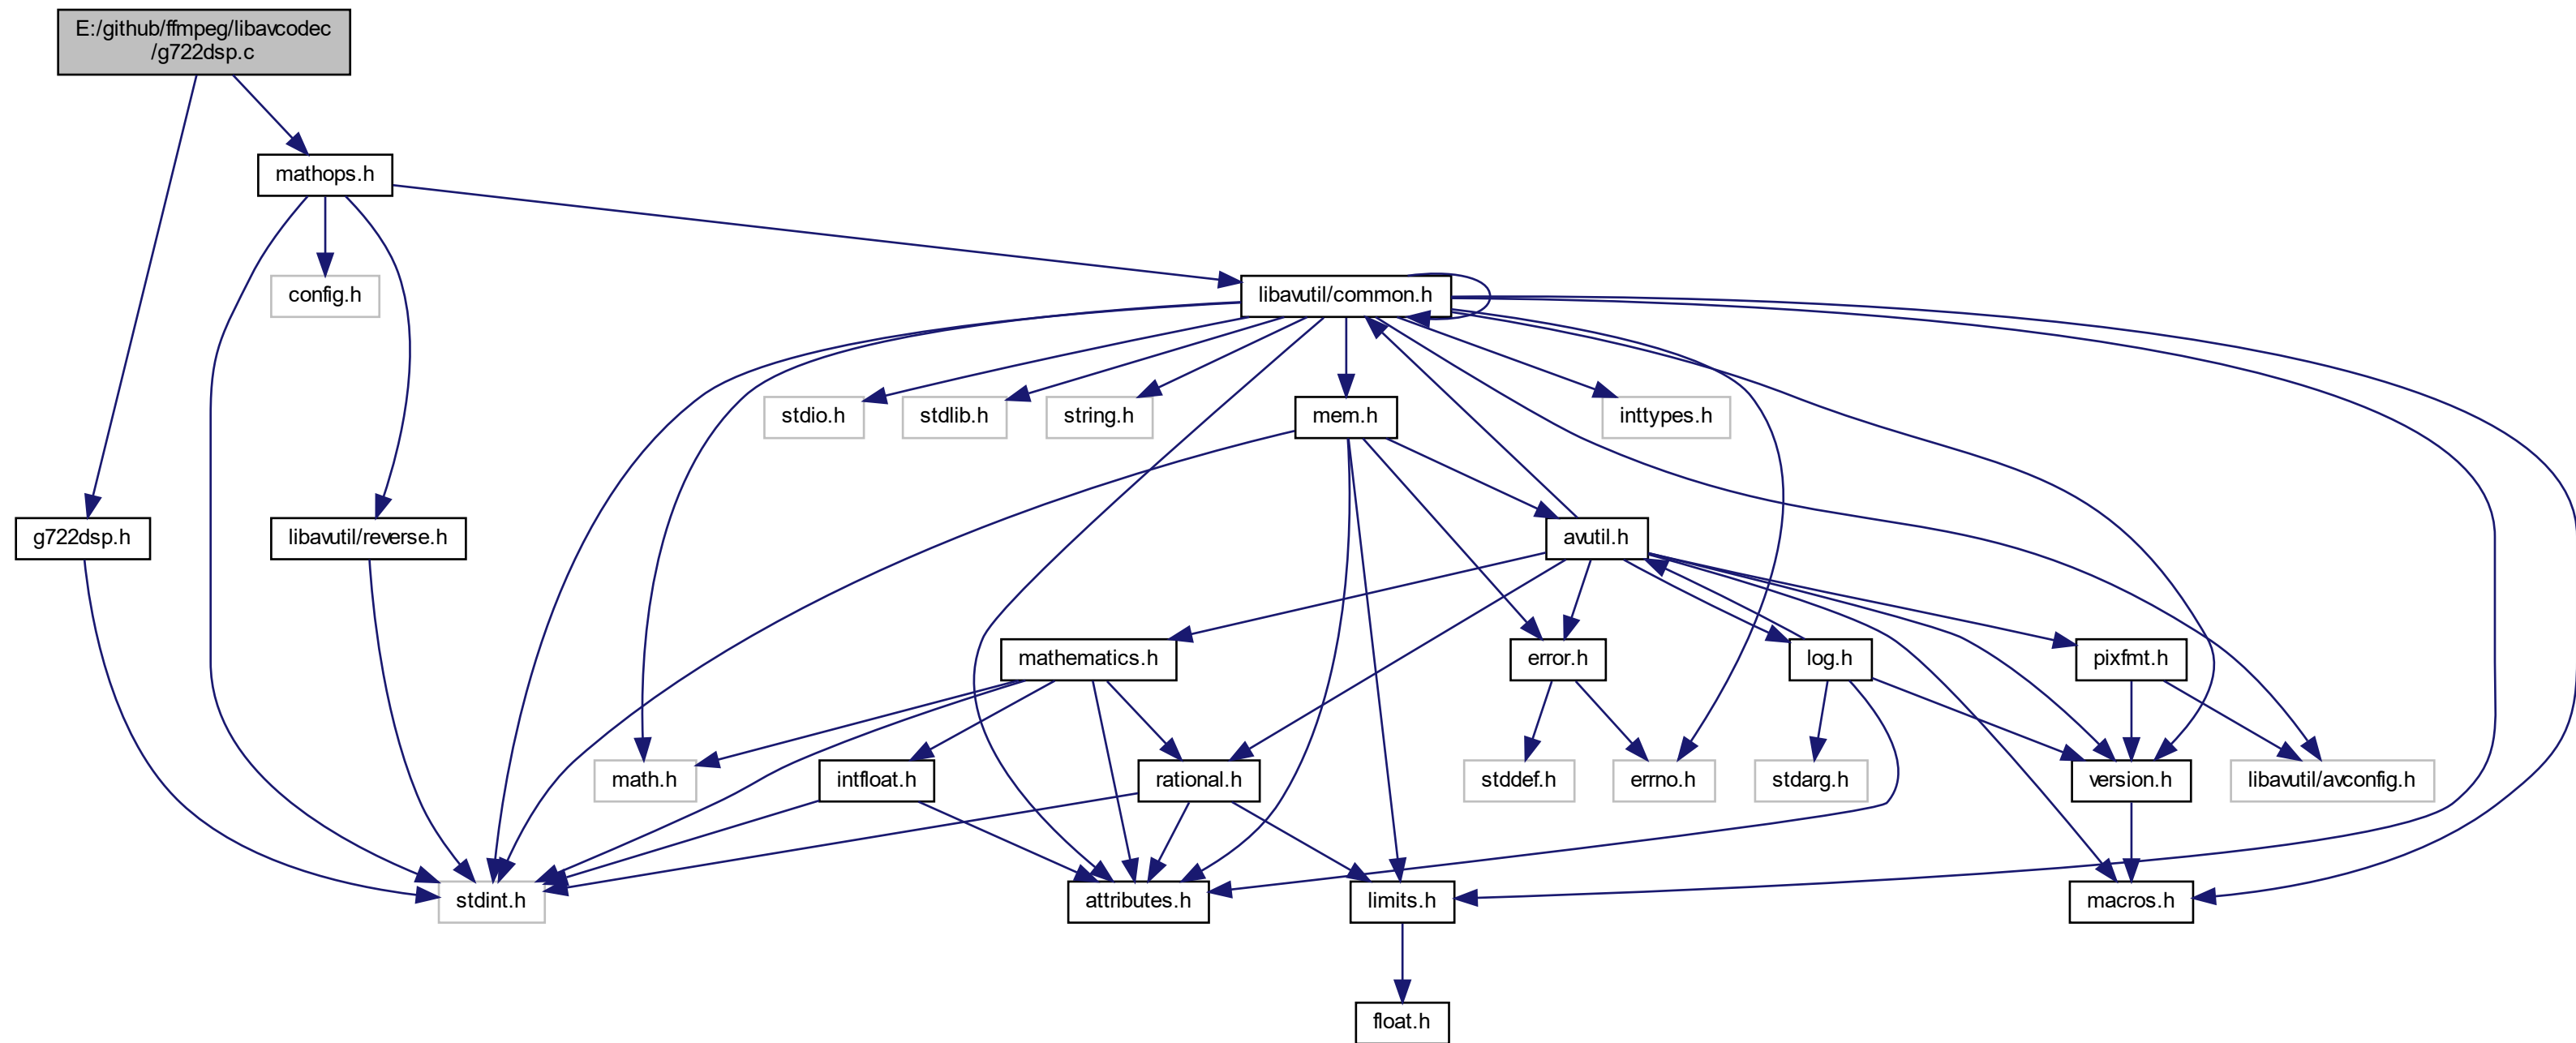 E:/github/ffmpeg/libavcodec
/g722dsp.c
mathops.h
config.h
libavutil/common.h
stdio.h
stdlib.h
string.h
mem.h
inttypes.h
g722dsp.h
libavutil/reverse.h
avutil.h
mathematics.h
error.h
log.h
pixfmt.h
math.h
intfloat.h
rational.h
stddef.h
errno.h
stdarg.h
version.h
libavutil/avconfig.h
stdint.h
attributes.h
limits.h
macros.h
float.h